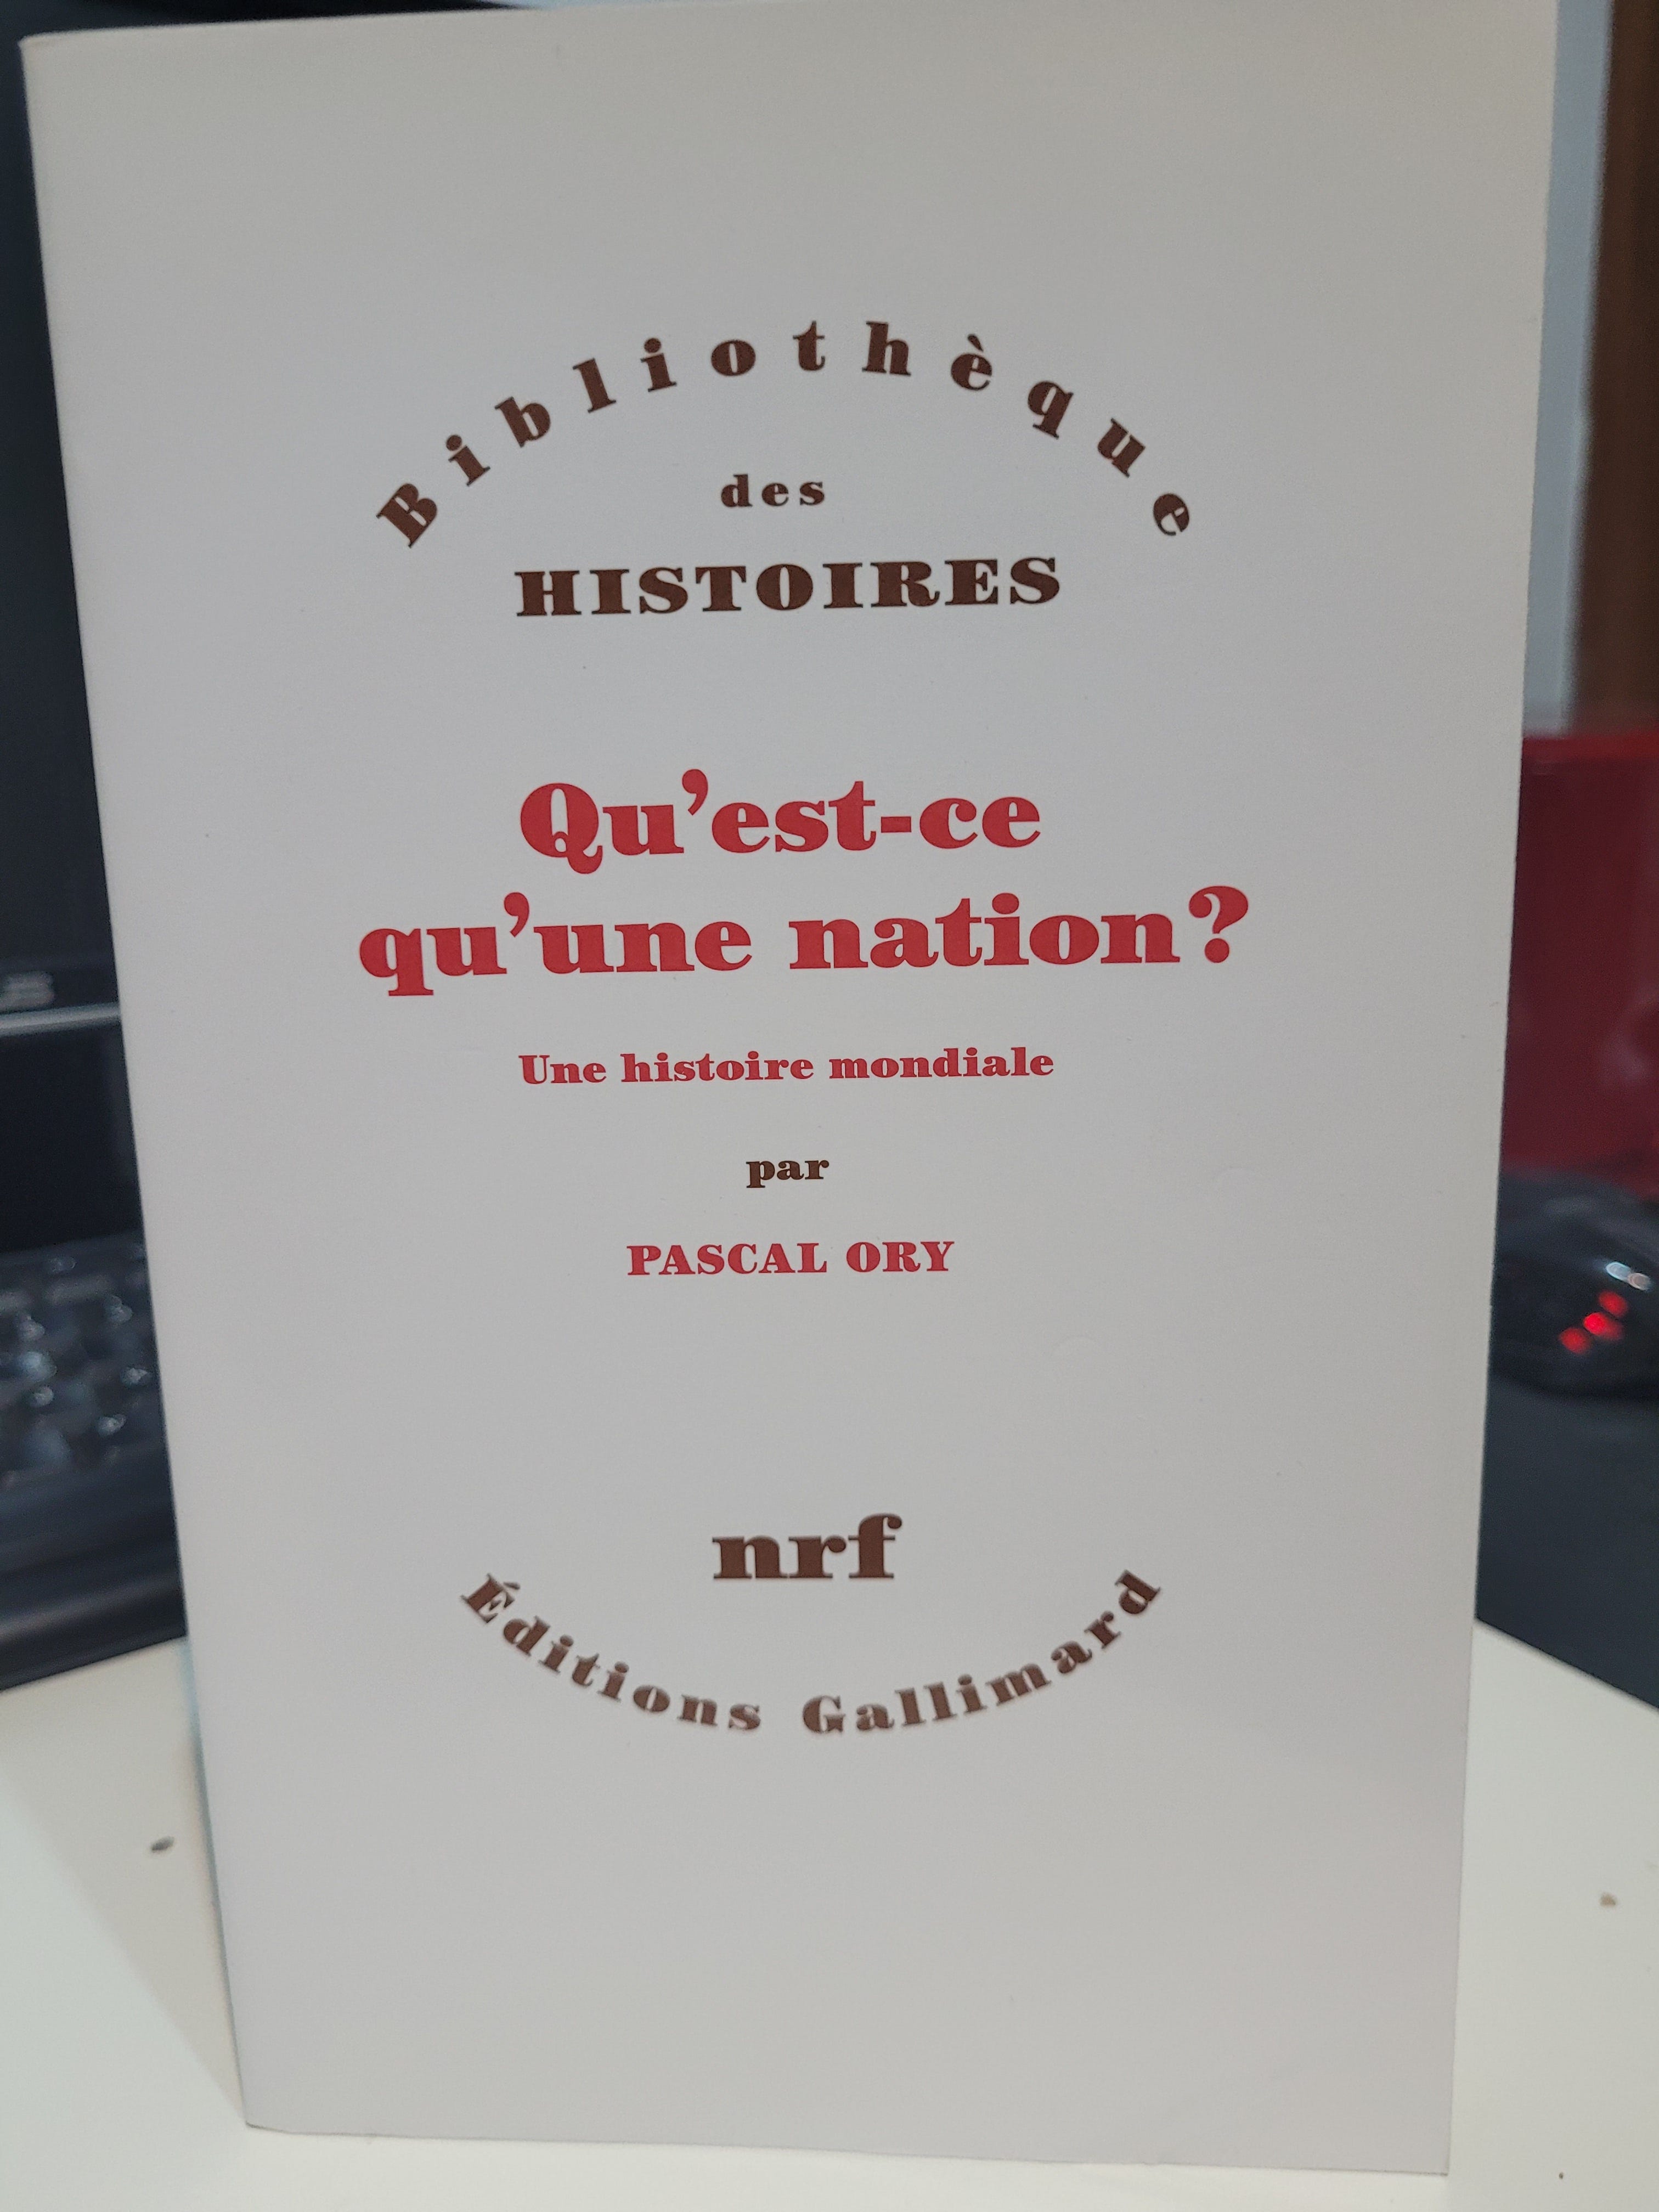 Bibliothèque
des
HISTOIRES
Qu'est-ce
qu'une nation?
Une histoire mondiale
par
PASCAL ORY
nrf
Éditions Gallimard